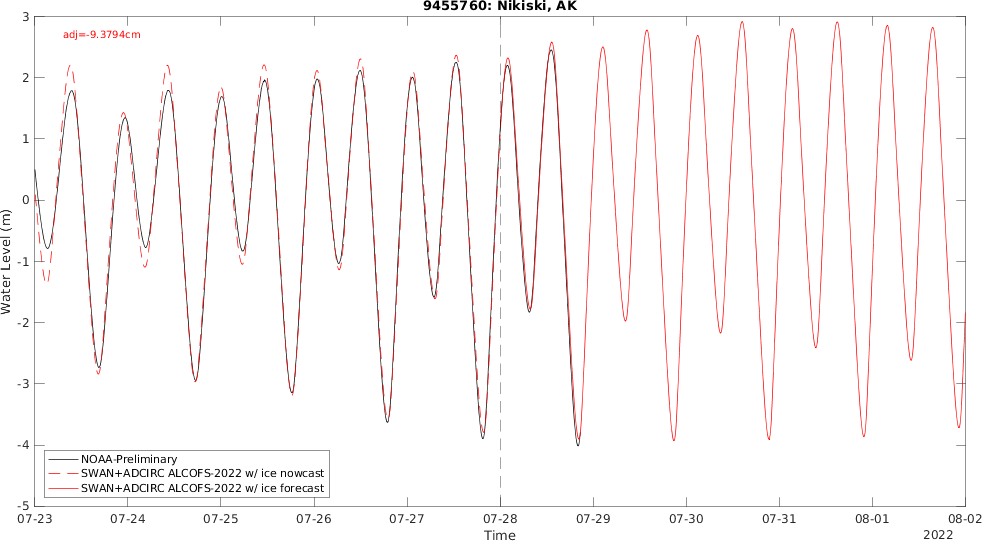 9455760: Nikiski, AK
adj=-9.3794cm
3
2
1
0
-1
-2
-3
-4
-5
Water Level (m)
NOAA-Preliminary
SWAN+ADCIRC ALCOFS-2022 w/ ice nowcast
SWAN+ADCIRC ALCOFS-2022 w/ ice forecast
07-23 07-24 07-25 07-26 07-27 07-28 07-29 07-30 07-31 08-01 08-02
Time
2022